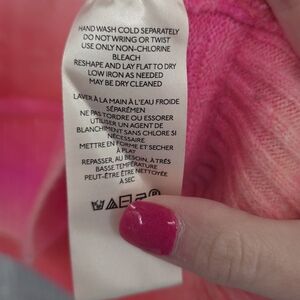 HAND WASH COLD SEPARATELY
DO NOT WRING OR TWIST
USE ONLY NON-CHLORINE
BLEACH
RESHAPE AND LAY FLAT TO DRY
LOW IRON AS NEEDED
MAY BE DRY CLEANED
LAVER À LA MAIN À L'EAU FROIDE
SÉPARÉMEN
NE PAS TORDRE OU ESSORER
UTILISER UN AGENT DE
BLANCHIMENT SANS CHLORE SI
NÉCESSAIRE
METTRE EN FORME ET SÉCHER
À PLAT
REPASSER, AU BESOIN, À TRÈS
BASSE TEMPÉRATURE
PEUT-ÊTRE ÊTRE NETTOYÉE
À SEC